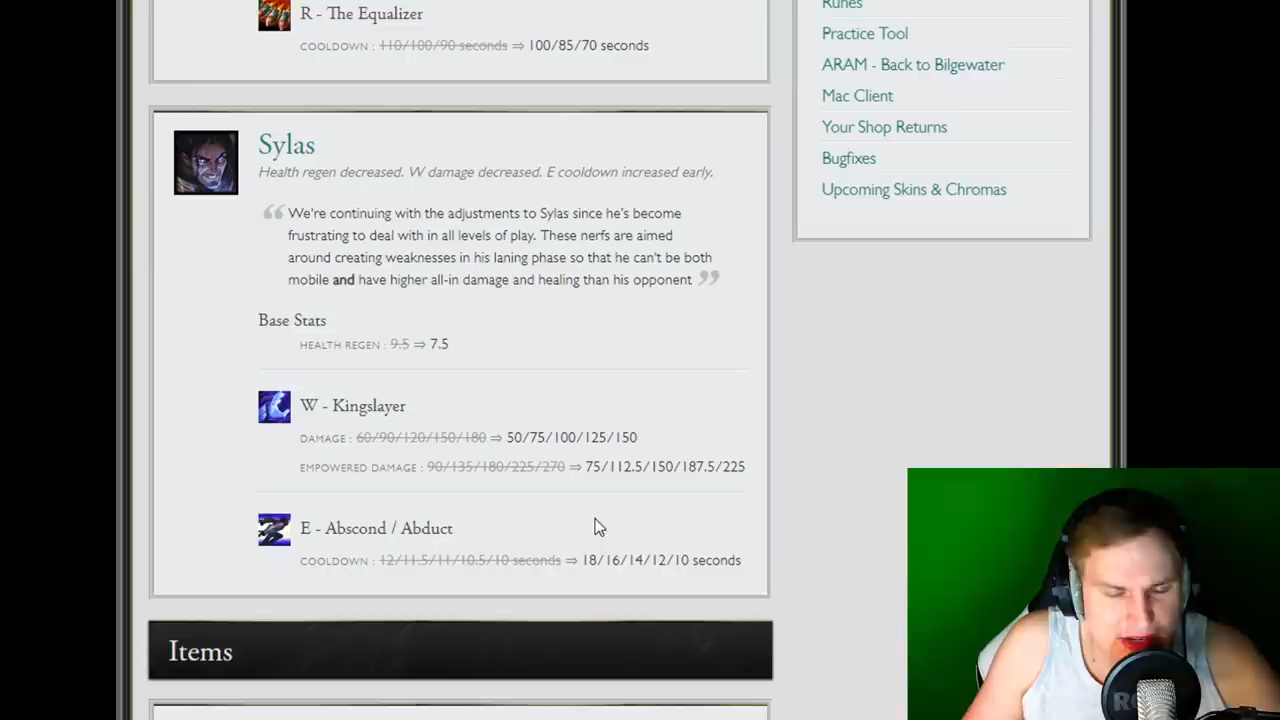 R - The Equalizer
COOLDOWN : 110/100/90 seconds ⇒ 100/85/70 seconds
Sylas
Health regen decreased. W damage decreased. E cooldown increased early.
“ We're continuing with the adjustments to Sylas since he's become
frustrating to deal with in all levels of play. These nerfs are aimed
around creating weaknesses in his laning phase so that he can't be both
mobile and have higher all-in damage and healing than his opponent ”
Base Stats
HEALTH REGEN : 9.5 ⇒ 7.5
W - Kingslayer
DAMAGE : 60/90/120/150/180 ⇒ 50/75/100/125/150
EMPOWERED DAMAGE : 90/135/180/225/270 ⇒ 75/112.5/150/187.5/225
E - Abscond / Abduct
COOLDOWN : 12/11.5/11/10.5/10 seconds ⇒ 18/16/14/12/10 seconds
Items
Runes
Practice Tool
ARAM - Back to Bilgewater
Mac Client
Your Shop Returns
Bugfixes
Upcoming Skins & Chromas